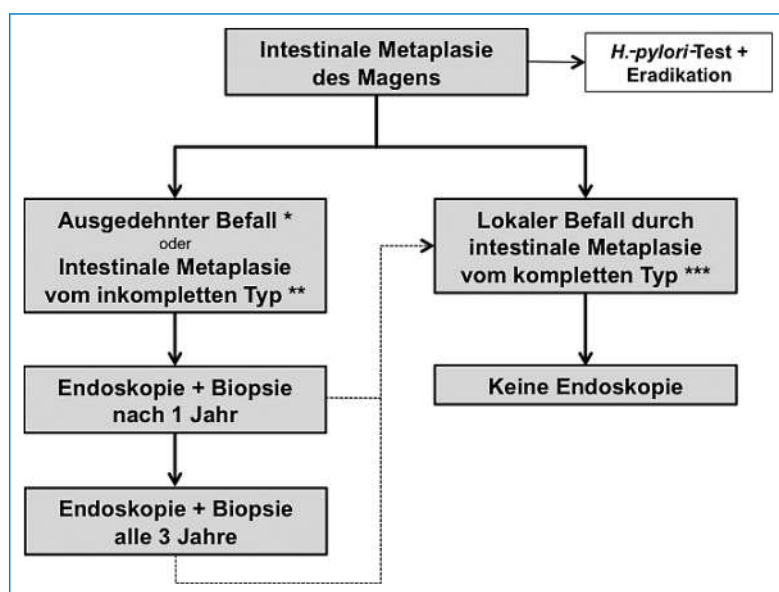 Intestinale Metaplasie
des Magens
H.-pylori-Test +
Eradikation
Ausgedehnter Befall *
oder
Intestinale Metaplasie
vom inkompletten Typ **
Lokaler Befall durch
intestinale Metaplasie
vom kompletten Typ ***
Endoskopie + Biopsie
nach 1 Jahr
Keine Endoskopie
Endoskopie + Biopsie
alle 3 Jahre